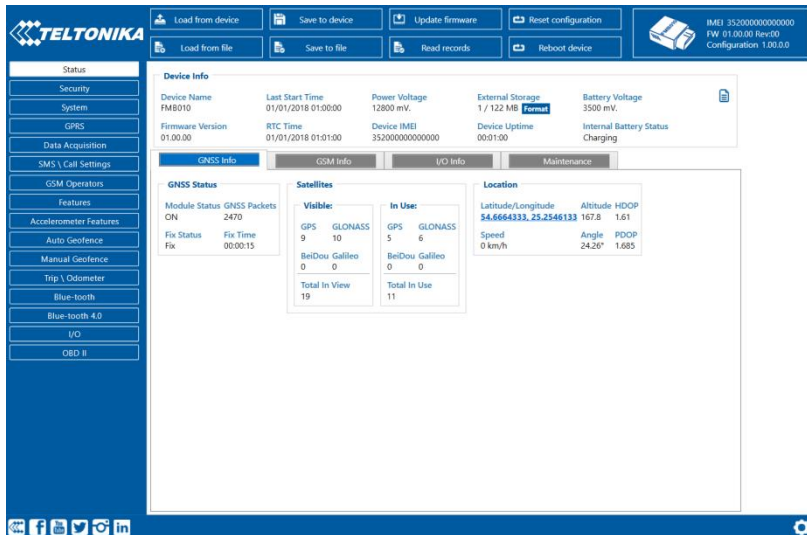 TELTONIKA
Load from device
Save to device
Update firmware
Reset configuration
Load from file
Save to file
Read records
Reboot device
IMEI 352000000000000
FW 01.00.00 Rev:00
Configuration 1.00.0.0
Status
Security
System
GPRS
Data Acquisition
SMS \ Call Settings
GSM Operators
Features
Accelerometer Features
Auto Geofence
Manual Geofence
Trip \ Odometer
Blue-tooth
Blue-tooth 4.0
I/O
OBD II
Device Info
Device Name Last Start Time Power Voltage External Storage Battery Voltage
FMB010 01/01/2018 01:00:00 12800 mV. 1 / 122 MB Format 3500 mV.
Firmware Version RTC Time Device IMEI Device Uptime Internal Battery Status
01.00.00 01/01/2018 01:01:00 352000000000000 00:01:00 Charging
GNSS Info GSM Info I/O Info Maintenance
GNSS Status
Module Status GNSS Packets
ON 2470
Fix Status Fix Time
Fix 00:00:15
Satellites
Visible:
GPS GLONASS
9 10
BeiDou Galileo
0 0
Total In View
19
In Use:
GPS GLONASS
5 6
BeiDou Galileo
0 0
Total In Use
11
Location
Latitude/Longitude Altitude HDOP
54.6664333, 25.2546133 167.8 1.61
Speed Angle PDOP
0 km/h 24.26° 1.685